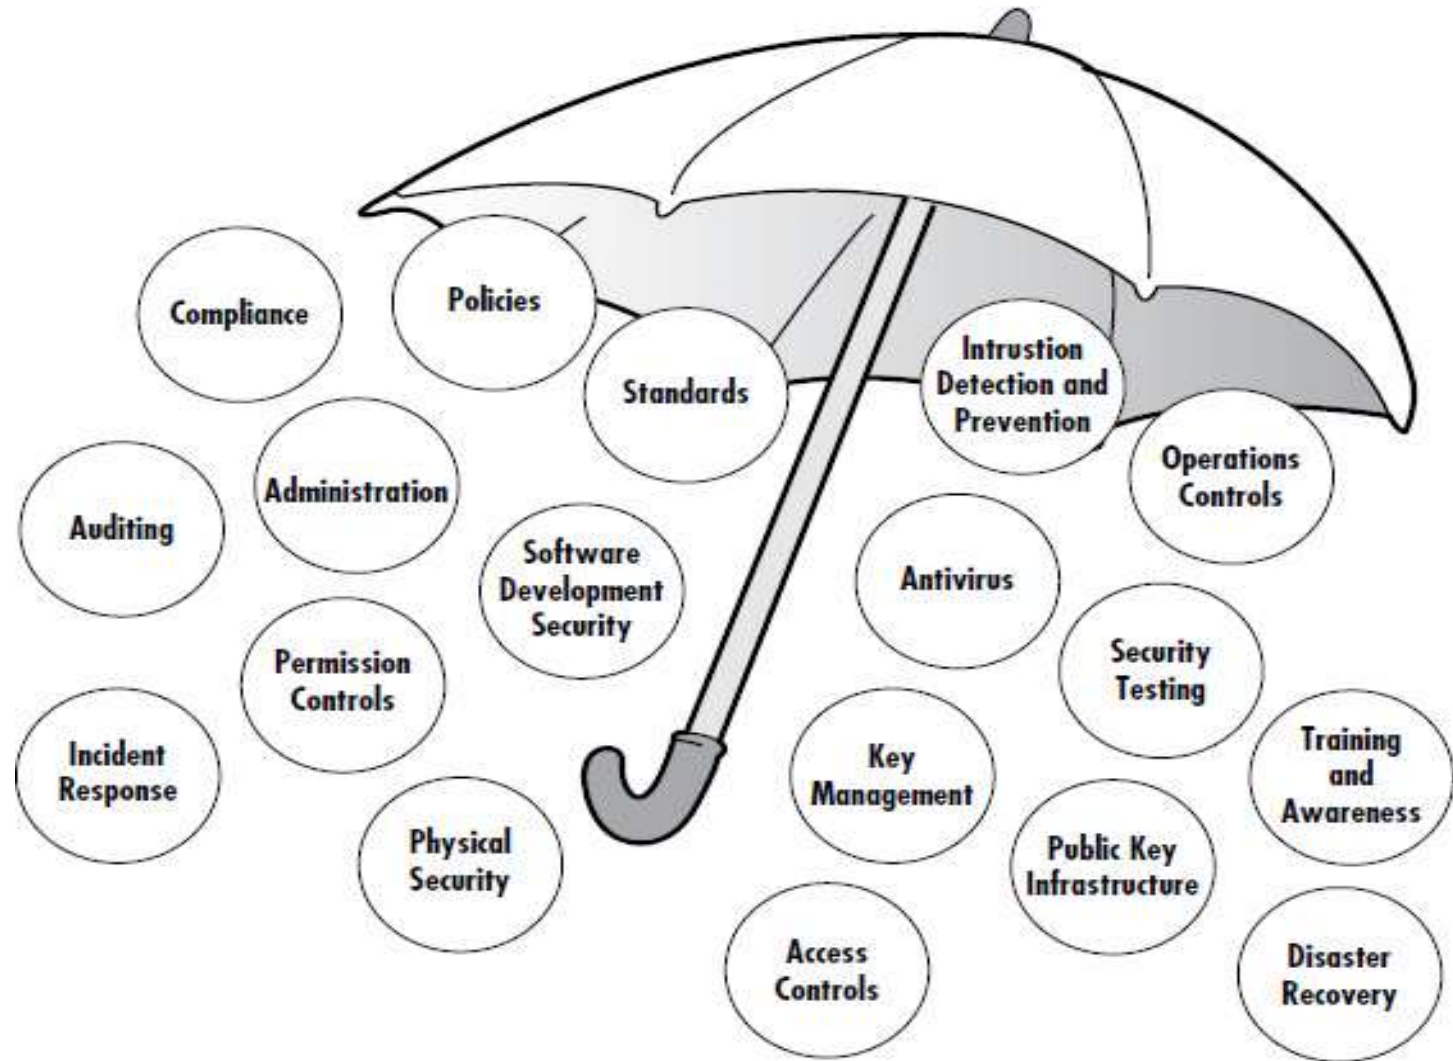 Compliance
Policies
Standards
Intrustion
Detection and
Prevention
Operations
Controls
Auditing
Administration
Software
Development
Security
Antivirus
Security
Testing
Permission
Controls
Incident
Response
Physical
Security
Key
Management
Public Key
Infrastructure
Training
and
Awareness
Access
Controls
Disaster
Recovery